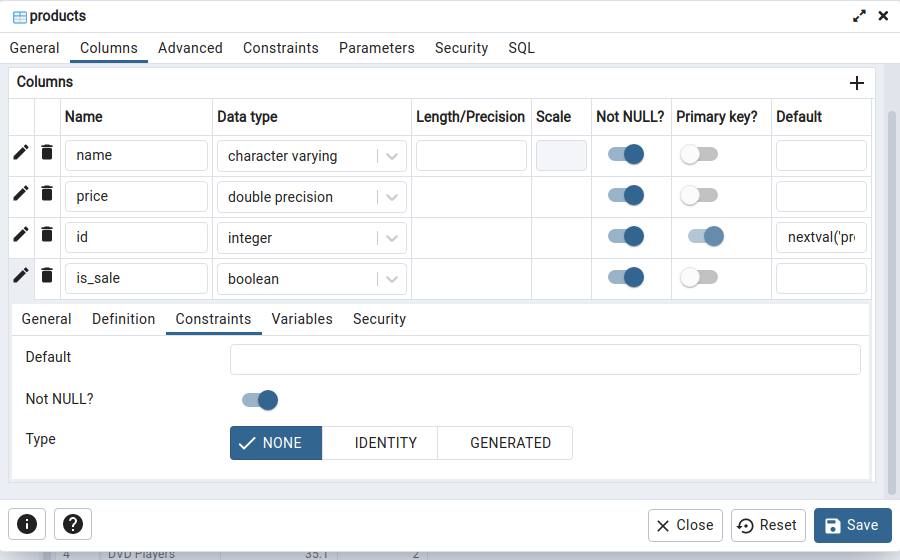 products
General Columns Advanced Constraints Parameters Security SQL
Columns
Name Data type Length/Precision Scale Not NULL? Primary key? Default
name character varying
price double precision
id integer nextval('pr
is_sale boolean
General Definition Constraints Variables Security
Default
Not NULL?
Type NONE IDENTITY GENERATED
Close Reset Save
4 DVD Players 35.1 2